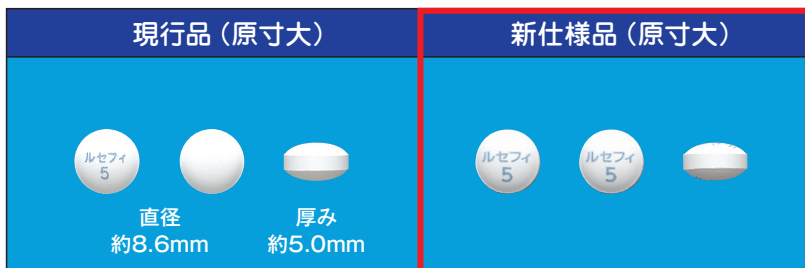 現行品（原寸大）
新仕様品（原寸大）
ルセフィ
5
ルセフィ
5
ルセフィ
5
直径
約8.6mm
厚み
約5.0mm